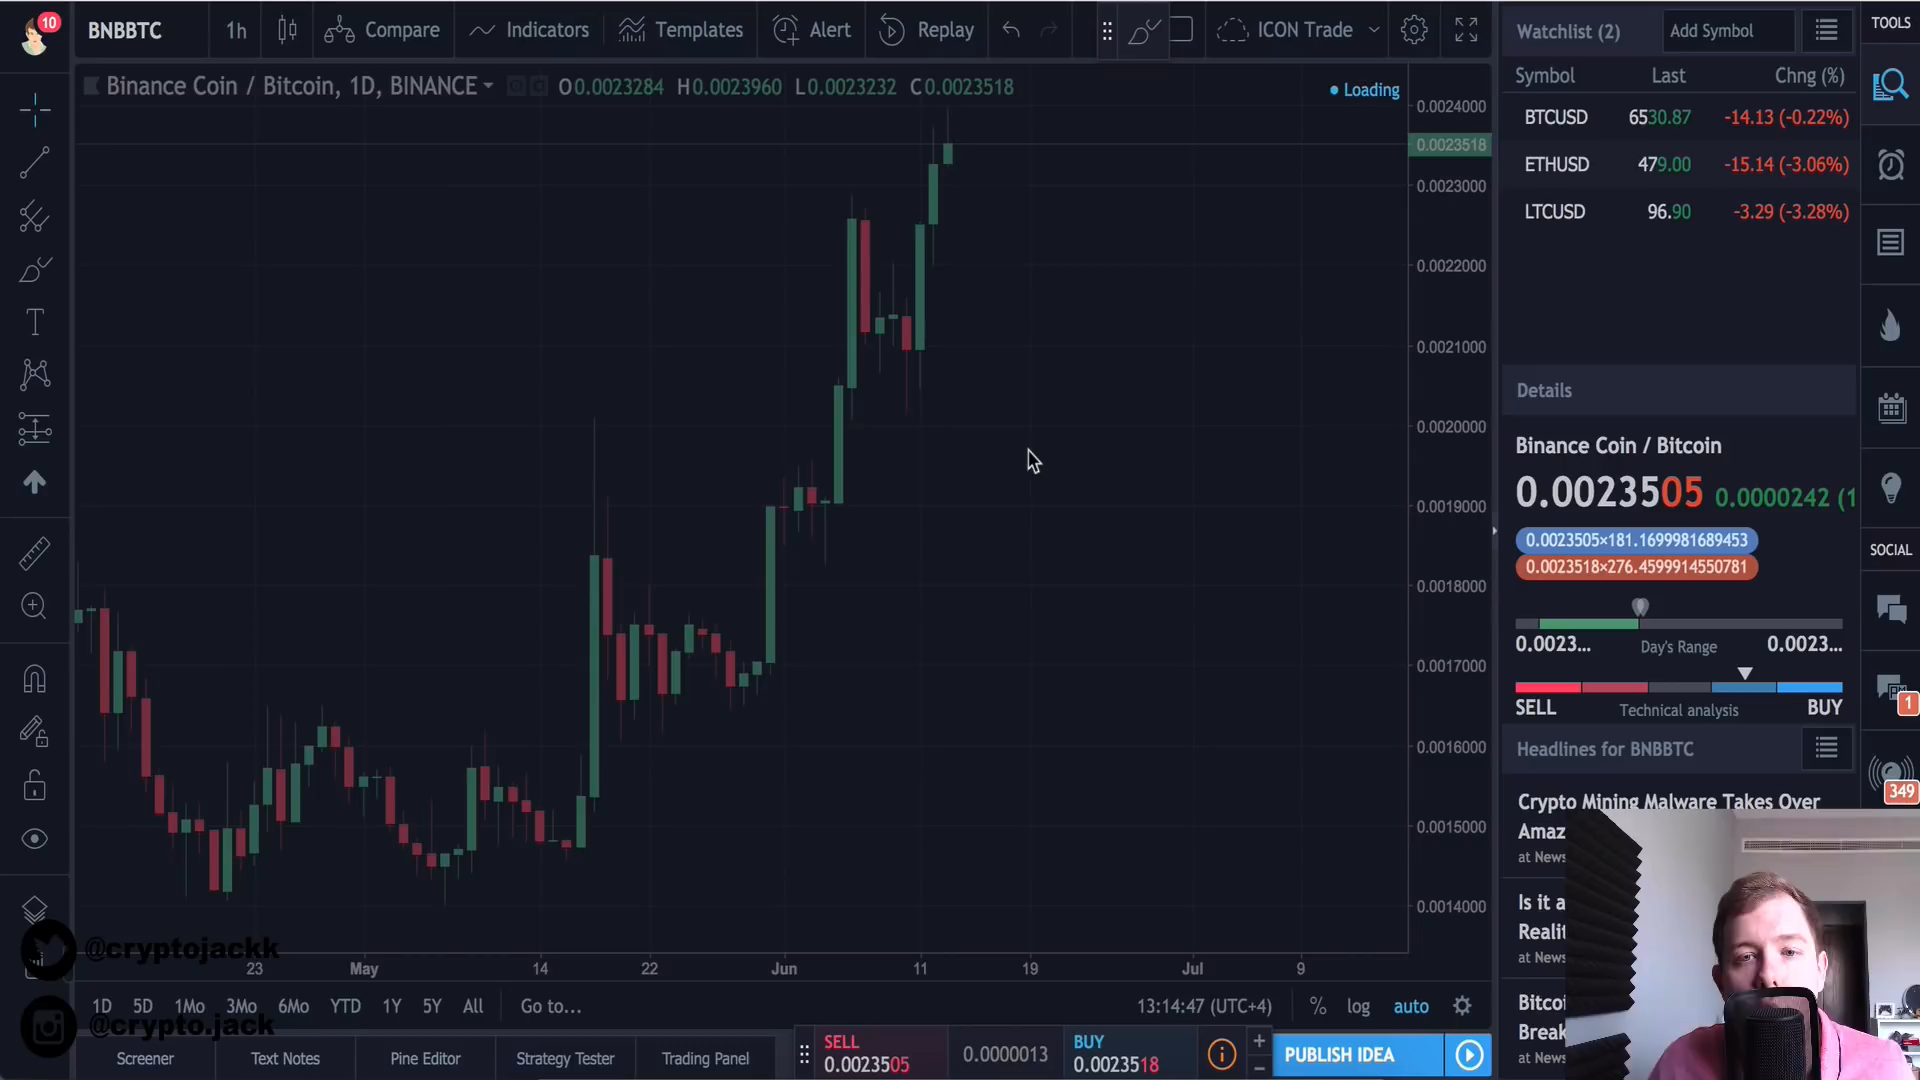 10
BNBBTC
1h
Compare
Indicators
Templates
Alert
Replay
ICON Trade
Binance Coin / Bitcoin, 1D, BINANCE
O0.0023284 H0.0023960 L0.0023232 C0.0023518
Loading
0.0024000
0.0023518
0.0023000
0.0022000
0.0021000
0.0020000
0.0019000
0.0018000
0.0017000
0.0016000
0.0015000
0.0014000
23 May 14 22 Jun 11 19 Jul 9
@cryptojackk
@crypto.jack
1D 5D 1Mo 3Mo 6Mo YTD 1Y 5Y All Go to...
13:14:47 (UTC+4) % log auto
Screener Text Notes Pine Editor Strategy Tester Trading Panel
SELL
0.0023505
0.0000013
BUY
0.0023518
PUBLISH IDEA
Watchlist (2) Add Symbol
Symbol Last Chng (%)
BTCUSD 6530.87 -14.13 (-0.22%)
ETHUSD 479.00 -15.14 (-3.06%)
LTCUSD 96.90 -3.29 (-3.28%)
Details
Binance Coin / Bitcoin
0.0023505 0.0000242 (1
0.0023505×181.1699981689453
0.0023518×276.4599914550781
0.0023... Day's Range 0.0023...
SELL Technical analysis BUY
Headlines for BNBBTC
Crypto Mining Malware Takes Over
Amaz
at News
Is it a
Realit
at News
Bitcoi
Break
at News
TOOLS
SOCIAL
1
349